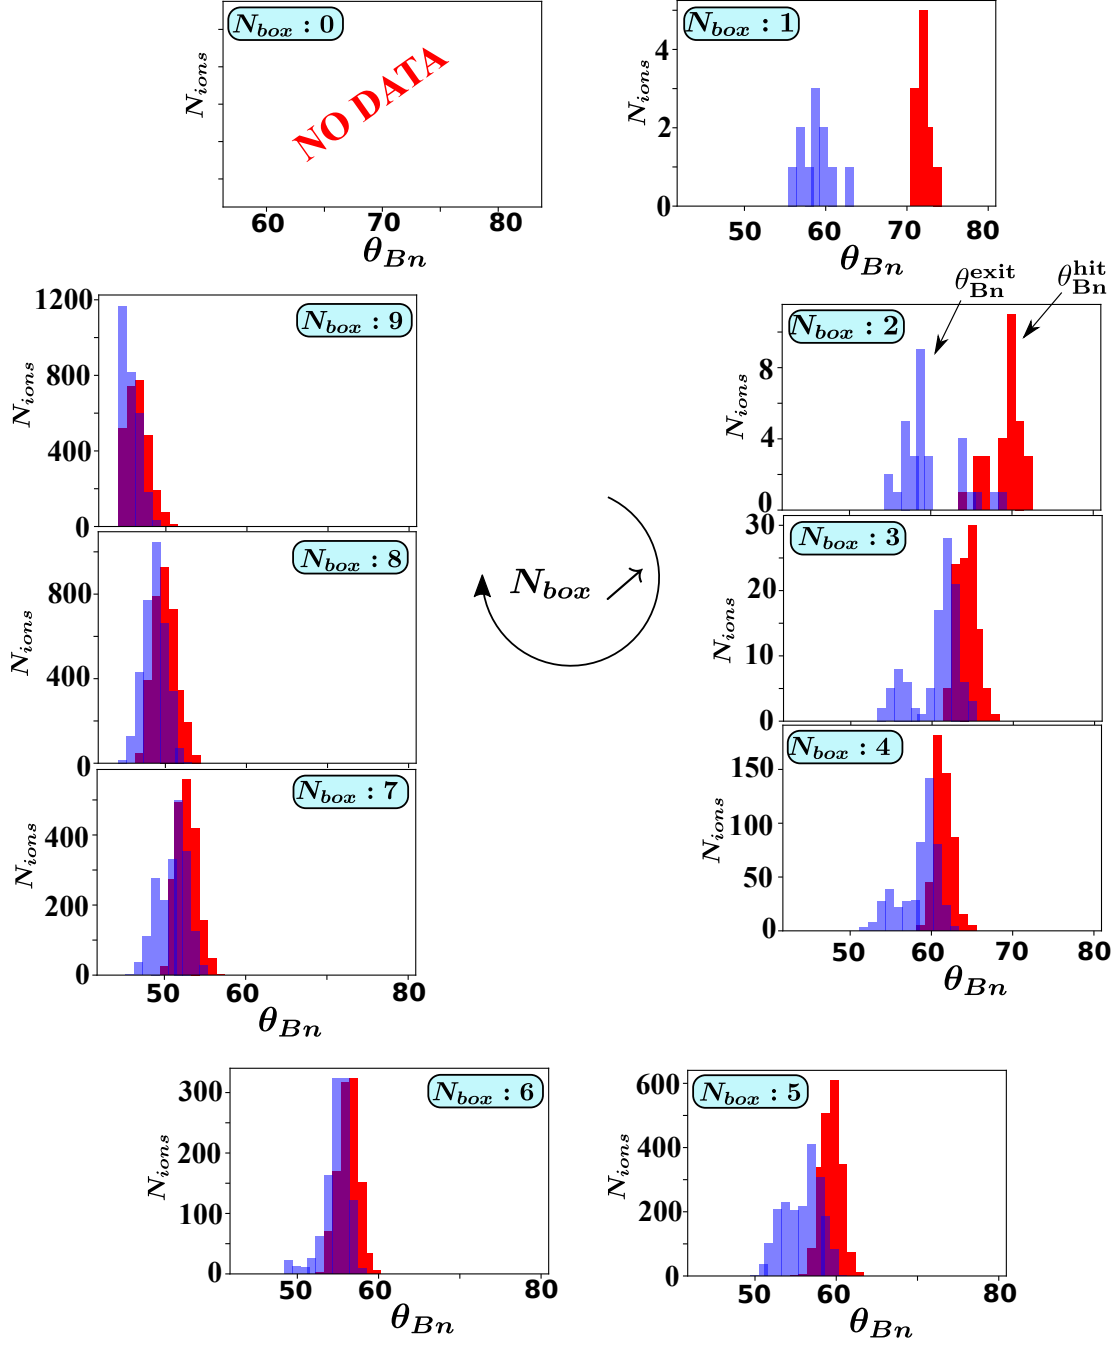 N_box : 0
N_ions
NO DATA
60 70 80
θ_Bn
N_box : 1
N_ions
4
2
0
50 60 70 80
θ_Bn
θ_Bn^exit
θ_Bn^hit
N_box : 9
N_ions
1200
800
400
0
N_box : 2
N_ions
8
4
0
N_box : 8
N_ions
800
400
0
N_box
N_box : 3
N_ions
30
20
10
0
N_box : 7
N_ions
400
200
0
50 60 80
θ_Bn
N_box : 4
N_ions
150
100
50
0
50 60 70 80
θ_Bn
N_box : 6
N_ions
300
200
100
0
50 60 80
θ_Bn
N_box : 5
N_ions
600
400
200
0
50 60 80
θ_Bn